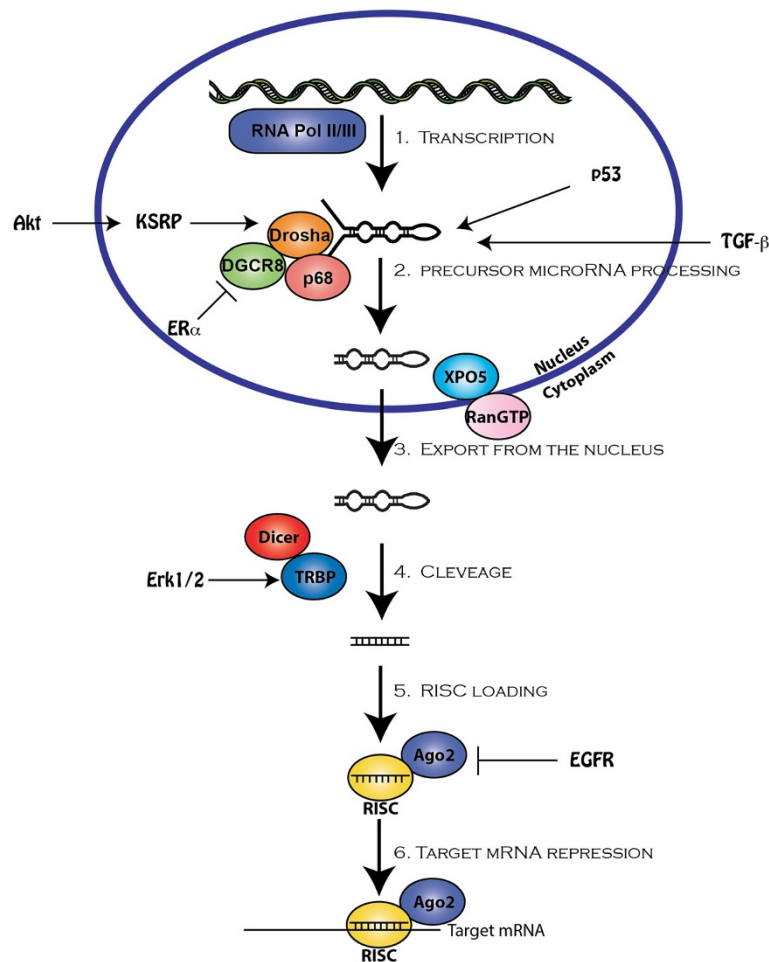 RNA Pol II/III
1. Transcription
p53
Akt
KSRP
Drosha
TGF-β
DGCR8
p68
2. precursor microRNA processing
ERα
XPO5
Nucleus
Cytoplasm
RanGTP
3. Export from the nucleus
Dicer
Erk1/2
TRBP
4. Cleveage
5. RISC loading
Ago2
EGFR
RISC
6. Target mRNA repression
Ago2
Target mRNA
RISC